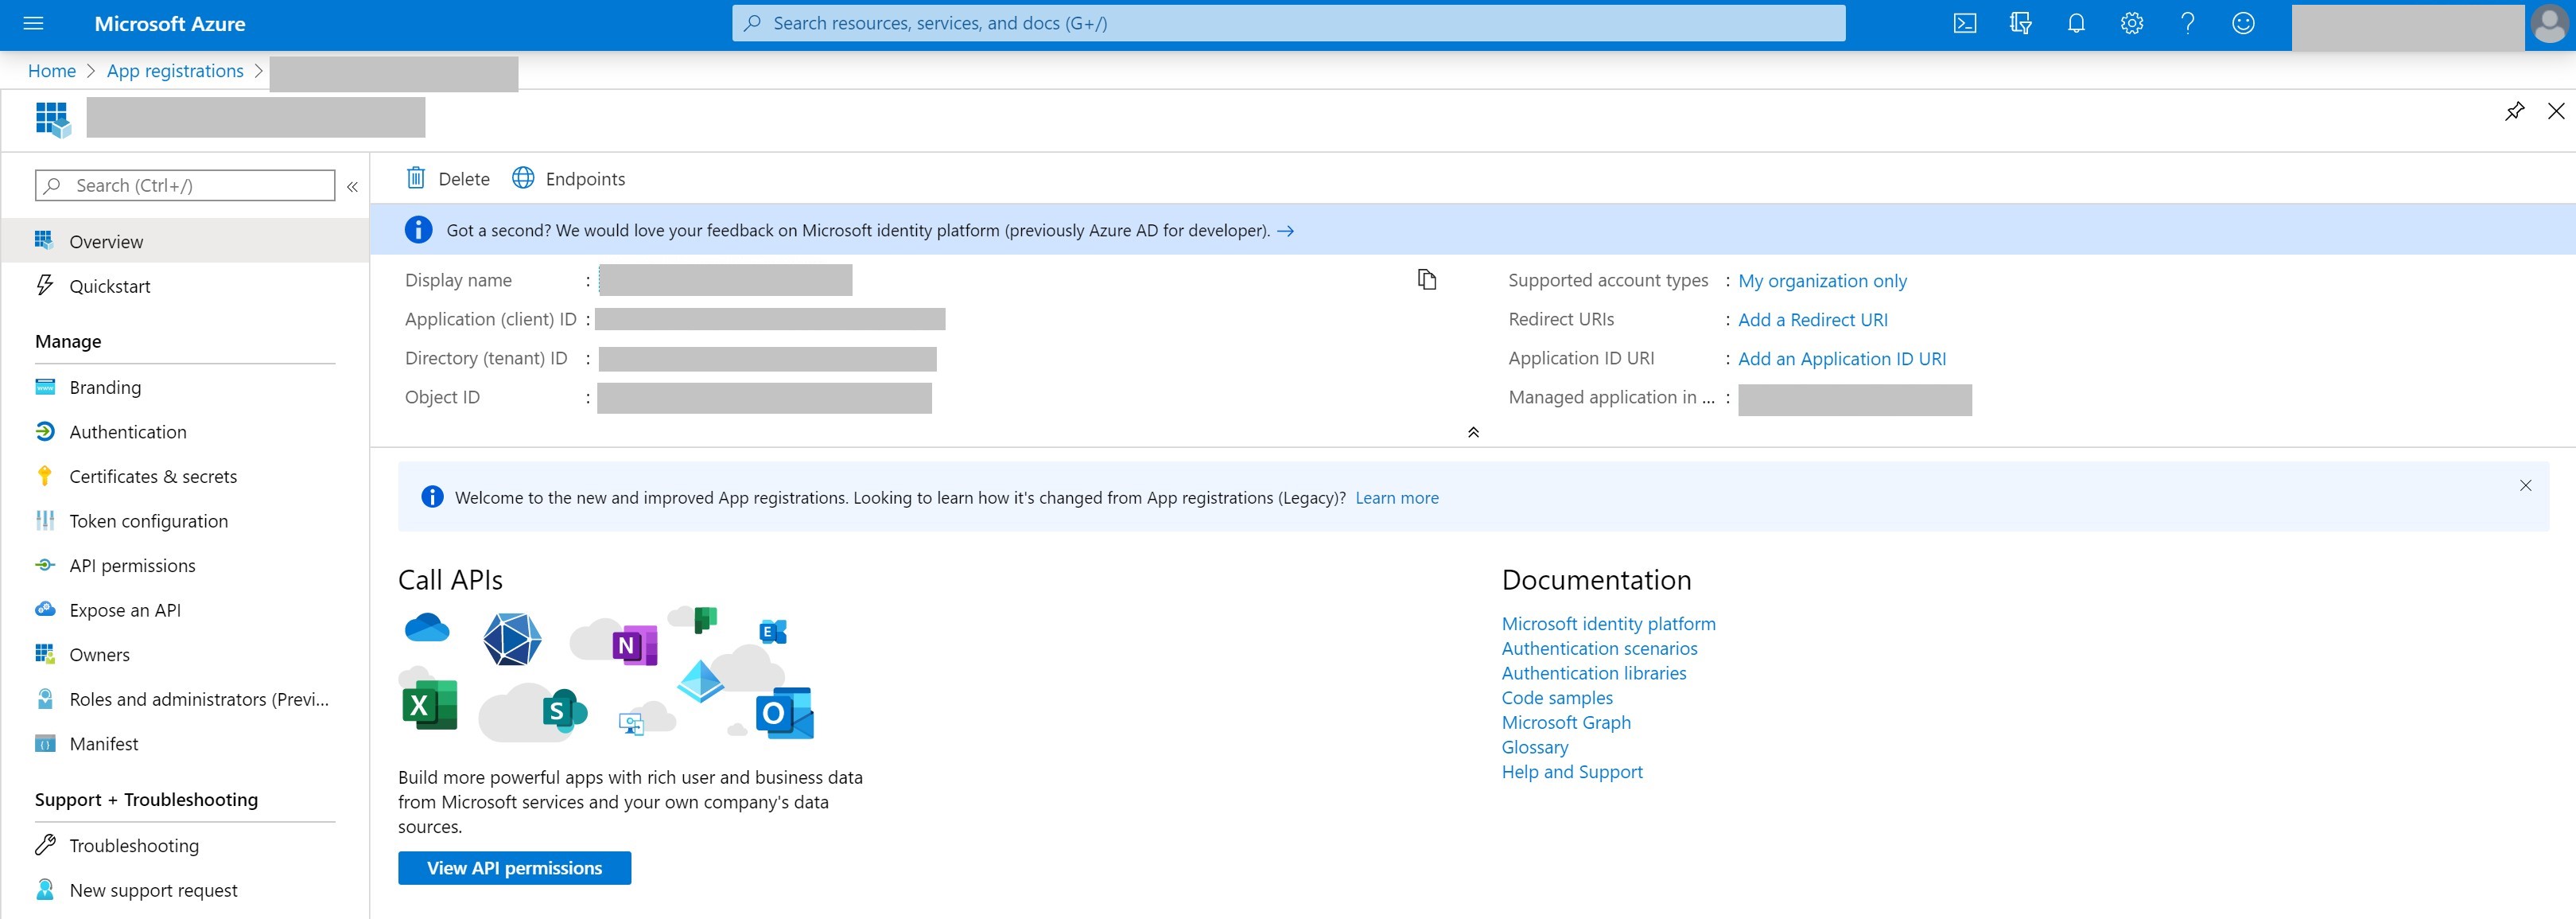 Microsoft Azure
Search resources, services, and docs (G+/)
Home > App registrations >
Search (Ctrl+/)
«
Delete
Endpoints
Overview
Got a second? We would love your feedback on Microsoft identity platform (previously Azure AD for developer). →
Quickstart
Display name :
Application (client) ID :
Directory (tenant) ID :
Object ID :
Supported account types : My organization only
Redirect URIs : Add a Redirect URI
Application ID URI : Add an Application ID URI
Managed application in ... :
Manage
Branding
Authentication
Certificates & secrets
Token configuration
API permissions
Expose an API
Owners
Roles and administrators (Previ...
Manifest
Support + Troubleshooting
Troubleshooting
New support request
Welcome to the new and improved App registrations. Looking to learn how it's changed from App registrations (Legacy)? Learn more
Call APIs
N
E
X
S
O
Build more powerful apps with rich user and business data
from Microsoft services and your own company's data
sources.
View API permissions
Documentation
Microsoft identity platform
Authentication scenarios
Authentication libraries
Code samples
Microsoft Graph
Glossary
Help and Support